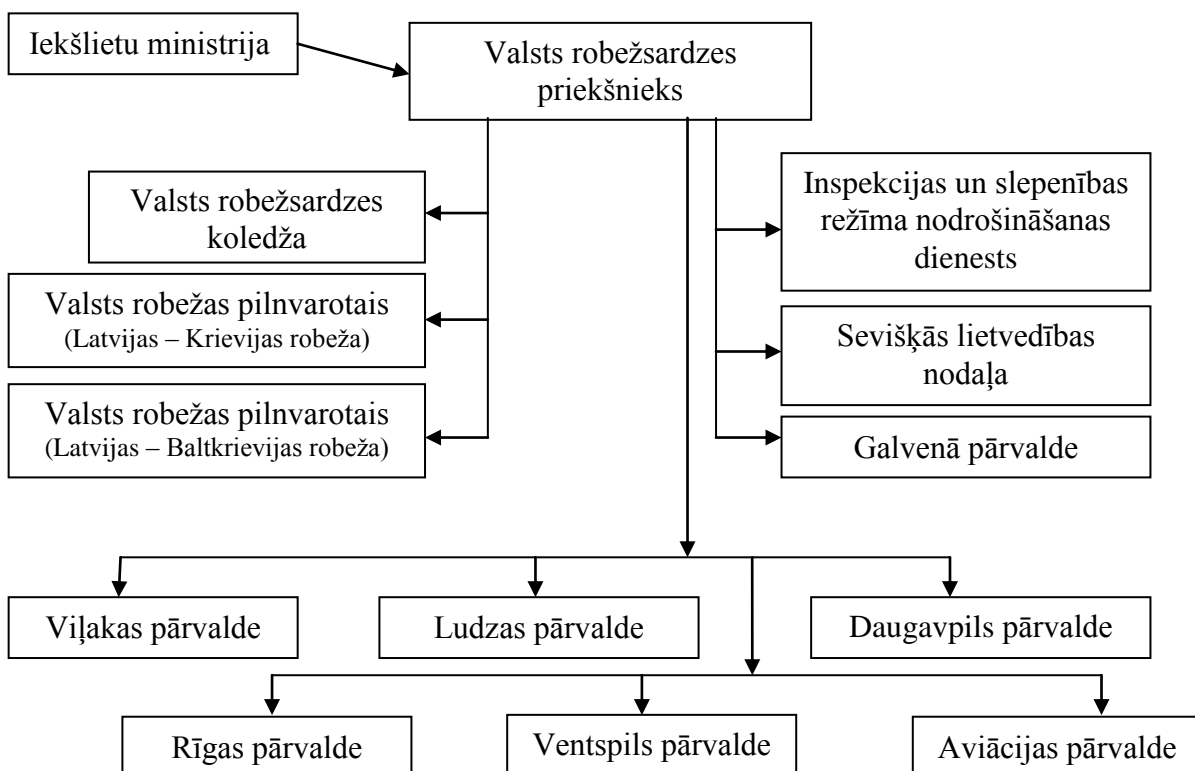 Iekšlietu ministrija
Valsts robežsardzes
priekšnieks
Valsts robežsardzes
koledža
Valsts robežas pilnvarotais
(Latvijas – Krievijas robeža)
Valsts robežas pilnvarotais
(Latvijas – Baltkrievijas robeža)
Inspekcijas un slepenības
režīma nodrošināšanas
dienests
Sevišķās lietvedības
nodaļa
Galvenā pārvalde
Viļakas pārvalde
Ludzas pārvalde
Daugavpils pārvalde
Rīgas pārvalde
Ventspils pārvalde
Aviācijas pārvalde